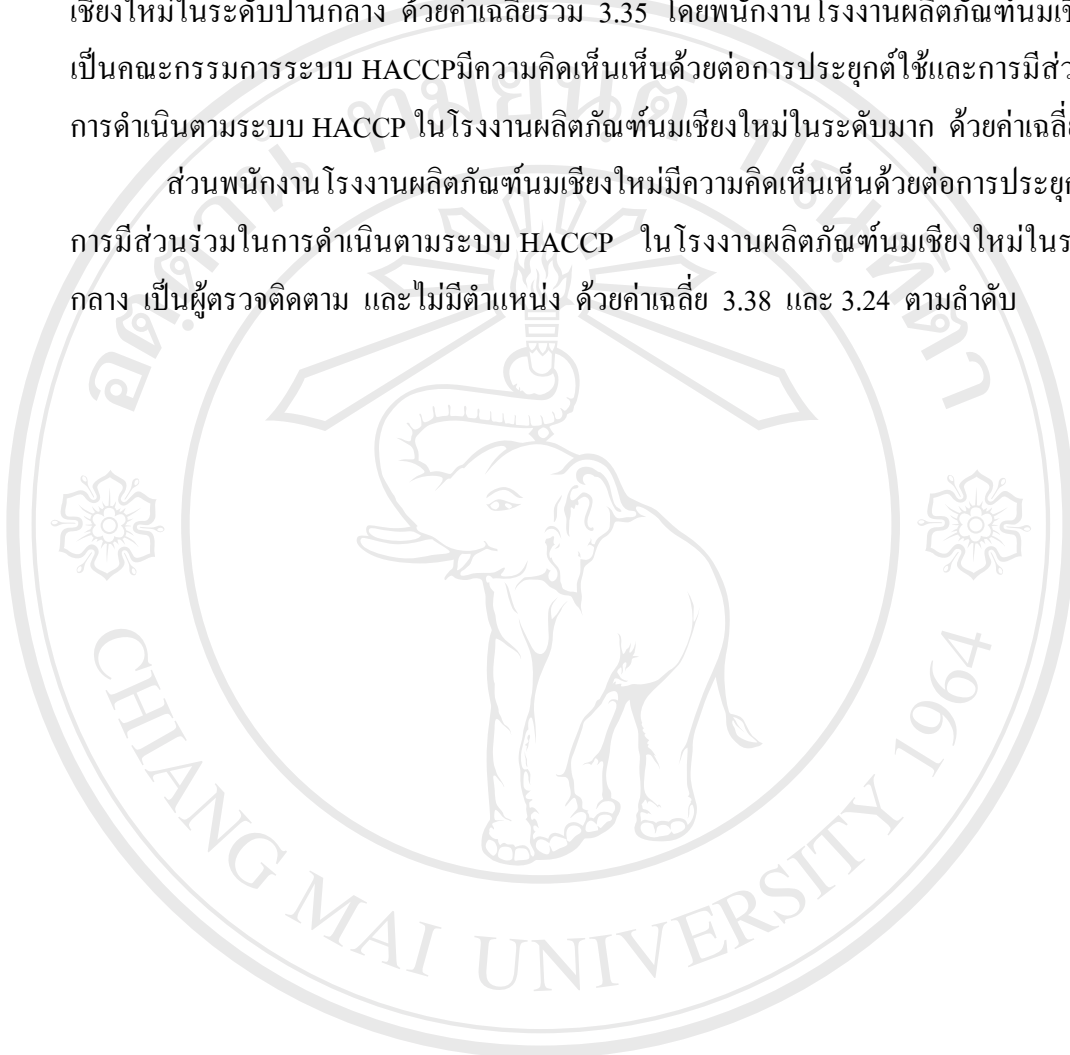 เชียงใหม่ในระดับปานกลาง ด้วยค่าเฉลี่ยรวม 3.35 โดยพนักงานโรงงานผลิตภัณฑ์นมเชี
เป็นคณะกรรมการระบบ HACCPมีความคิดเห็นเห็นด้วยต่อการประยุกต์ใช้และการมีส่ว
การดำเนินตามระบบ HACCP ในโรงงานผลิตภัณฑ์นมเชียงใหม่ในระดับมาก ด้วยค่าเฉลี่ย
ส่วนพนักงานโรงงานผลิตภัณฑ์นมเชียงใหม่มีความคิดเห็นเห็นด้วยต่อการประยุก
การมีส่วนร่วมในการดำเนินตามระบบ HACCP ในโรงงานผลิตภัณฑ์นมเชียงใหม่ในร
กลาง เป็นผู้ตรวจติดตาม และไม่มีตำแหน่ง ด้วยค่าเฉลี่ย 3.38 และ 3.24 ตามลำดับ
อตฺตานํ ทมยนฺติ ปณฺฑิตา
CHIANG MAI UNIVERSITY 1964